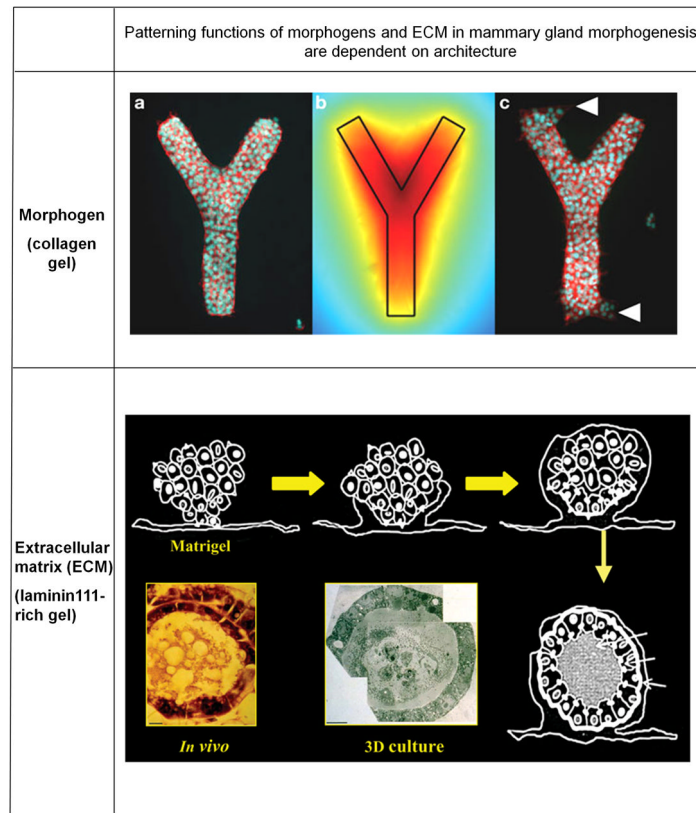 Patterning functions of morphogens and ECM in mammary gland morphogenesis
are dependent on architecture
Morphogen
(collagen
gel)
a
b
c
Extracellular
matrix (ECM)
(laminin111-
rich gel)
Matrigel
In vivo
3D culture